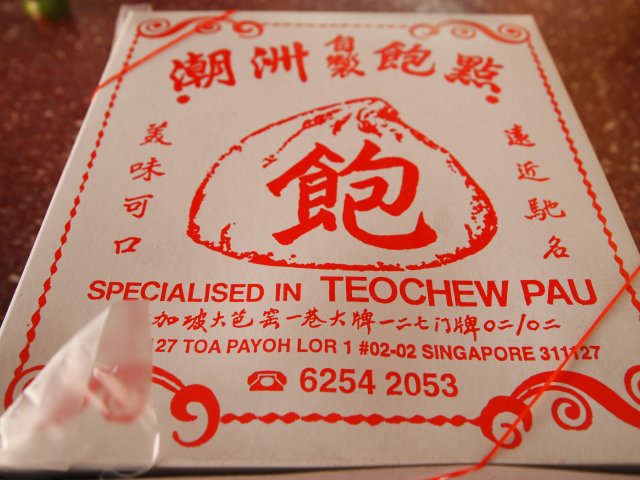 潮洲自製飽點
美味可口
飽
遠近馳名
SPECIALISED IN TEOCHEW PAU
加坡大芭窑一巷大牌一二七门牌〇二/〇二
127 TOA PAYOH LOR 1 #02-02 SINGAPORE 311127
☎ 6254 2053